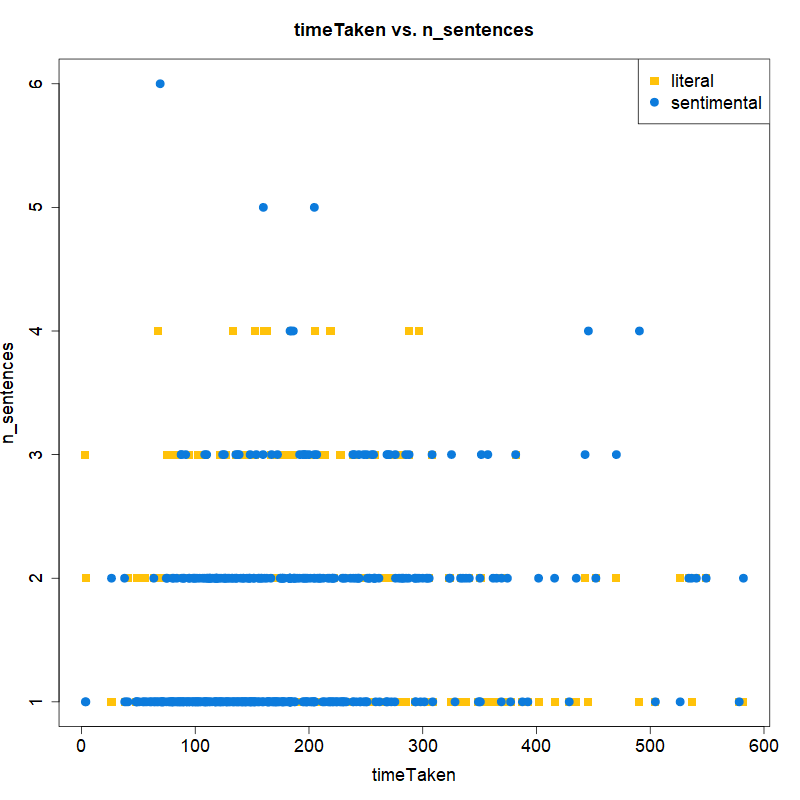 timeTaken vs. n_sentences
literal
sentimental
6
5
4
3
2
1
n_sentences
0 100 200 300 400 500 600
timeTaken